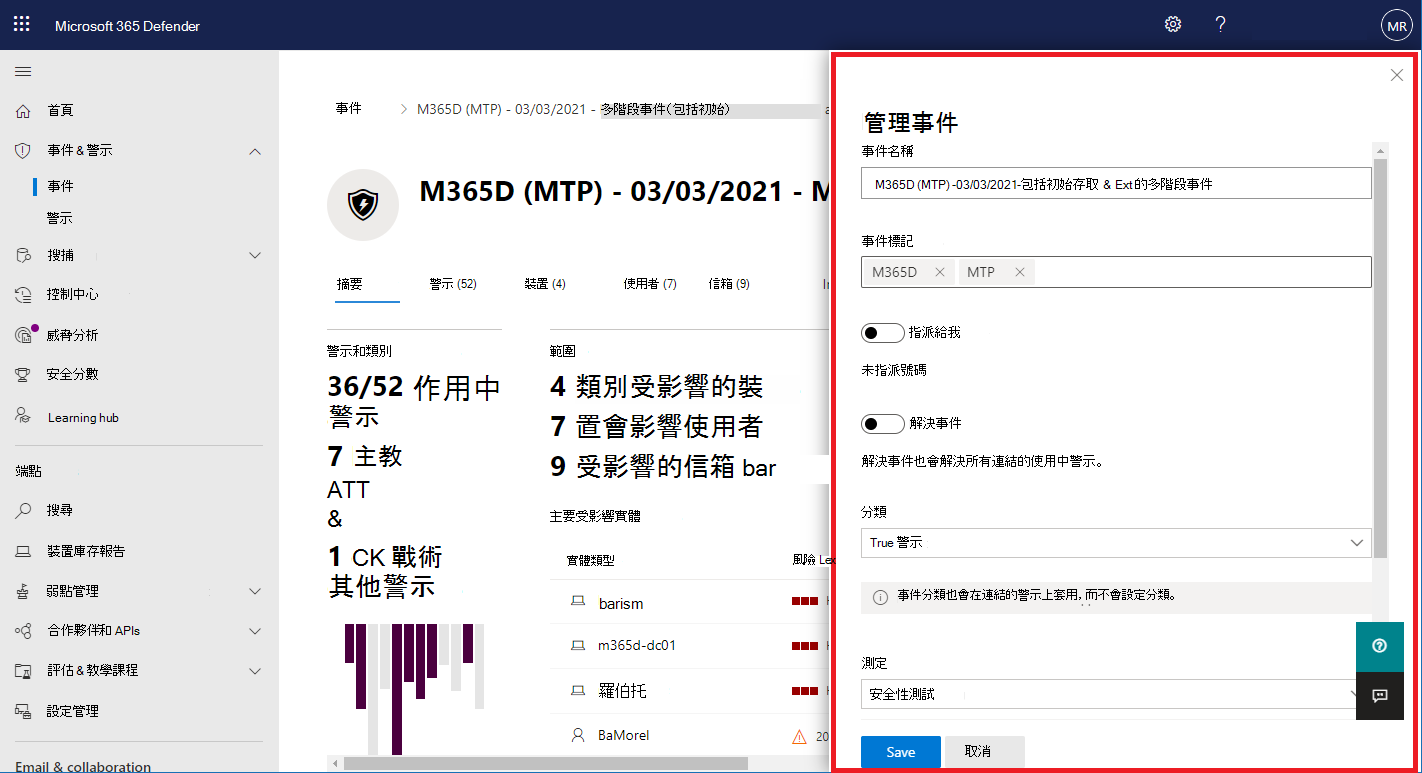 Microsoft 365 Defender
?
MR
首頁
事件 & 警示
事件
警示
搜捕
控制中心
威脅分析
安全分數
Learning hub
端點
搜尋
裝置庫存報告
弱點管理
合作夥伴和 APIs
評估 & 教學課程
設定管理
Email & collaboration
事件 > M365D (MTP) - 03/03/2021 - 多階段事件(包括初始)
M365D (MTP) - 03/03/2021 - M
摘要 警示 (52) 裝置 (4) 使用者 (7) 信箱 (9)
警示和類別
36/52 作用中
警示
7 主教
ATT
&
1 CK 戰術
其他警示
範圍
4 類別受影響的裝
7 置會影響使用者
9 受影響的信箱 bar
主要受影響實體
實體類型 風險
barism
m365d-dc01
羅伯托
BaMorel 20
管理事件
事件名稱
M365D (MTP) -03/03/2021-包括初始存取 & Ext 的多階段事件
事件標記
M365D MTP
指派給我
未指派號碼
解決事件
解決事件也會解決所有連結的使用中警示。
分類
True 警示
事件分類也會在連結的警示上套用, 而不會設定分類。
測定
安全性測試
Save 取消